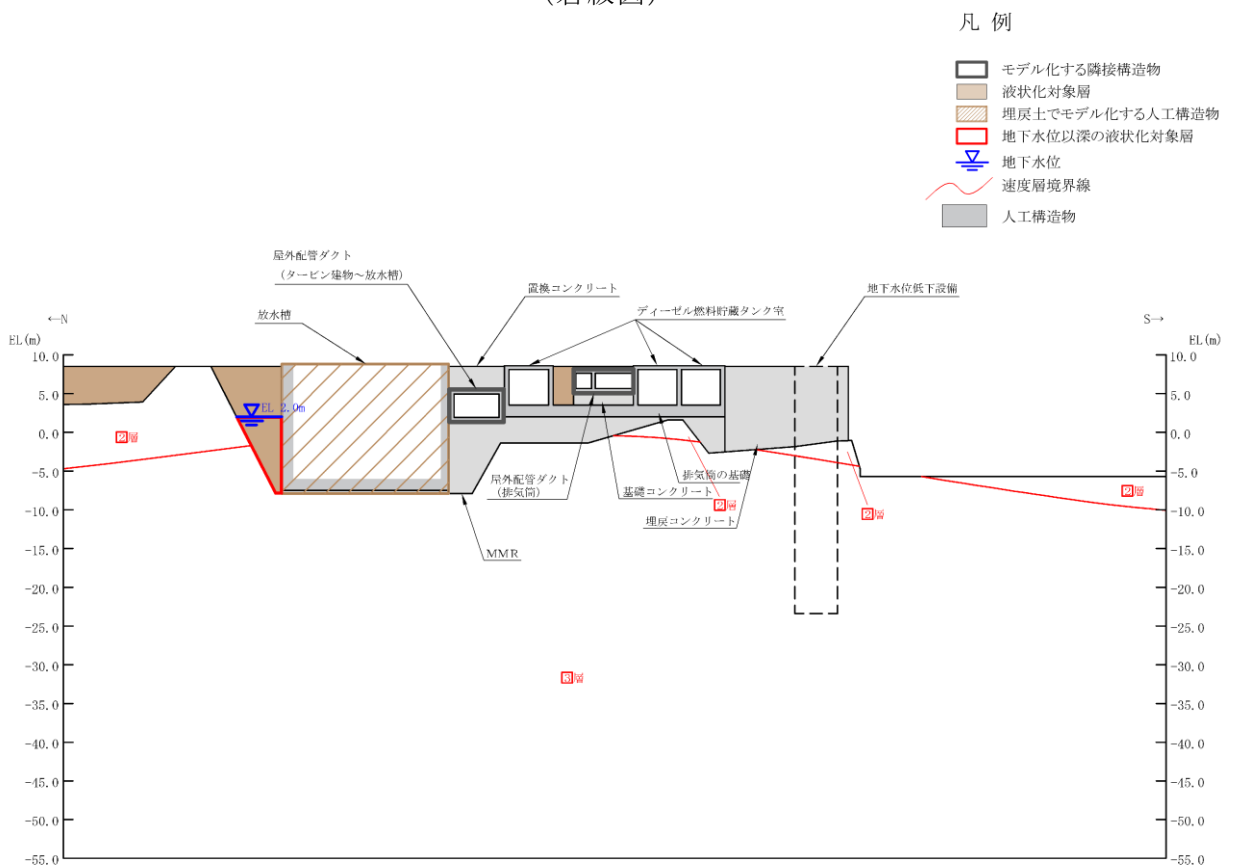 凡 例
モデル化する隣接構造物
液状化対象層
埋戻土でモデル化する人工構造物
地下水位以深の液状化対象層
地下水位
速度層境界線
人工構造物
屋外配管ダクト
(タービン建物～放水槽)
置換コンクリート
地下水位低下設備
←N
放水槽
ディーゼル燃料貯蔵タンク室
S→
EL(m)
EL(m)
10.0
10.0
5.0
5.0
EL 2.0m
0.0
0.0
②層
-5.0
-5.0
屋外配管ダクト
(排気筒)
排気筒の基礎
基礎コンクリート
②層
②層
②層
埋戻コンクリート
-10.0
-10.0
MMR
-15.0
-15.0
-20.0
-20.0
-25.0
-25.0
-30.0
-30.0
③層
-35.0
-35.0
-40.0
-40.0
-45.0
-45.0
-50.0
-50.0
-55.0
-55.0